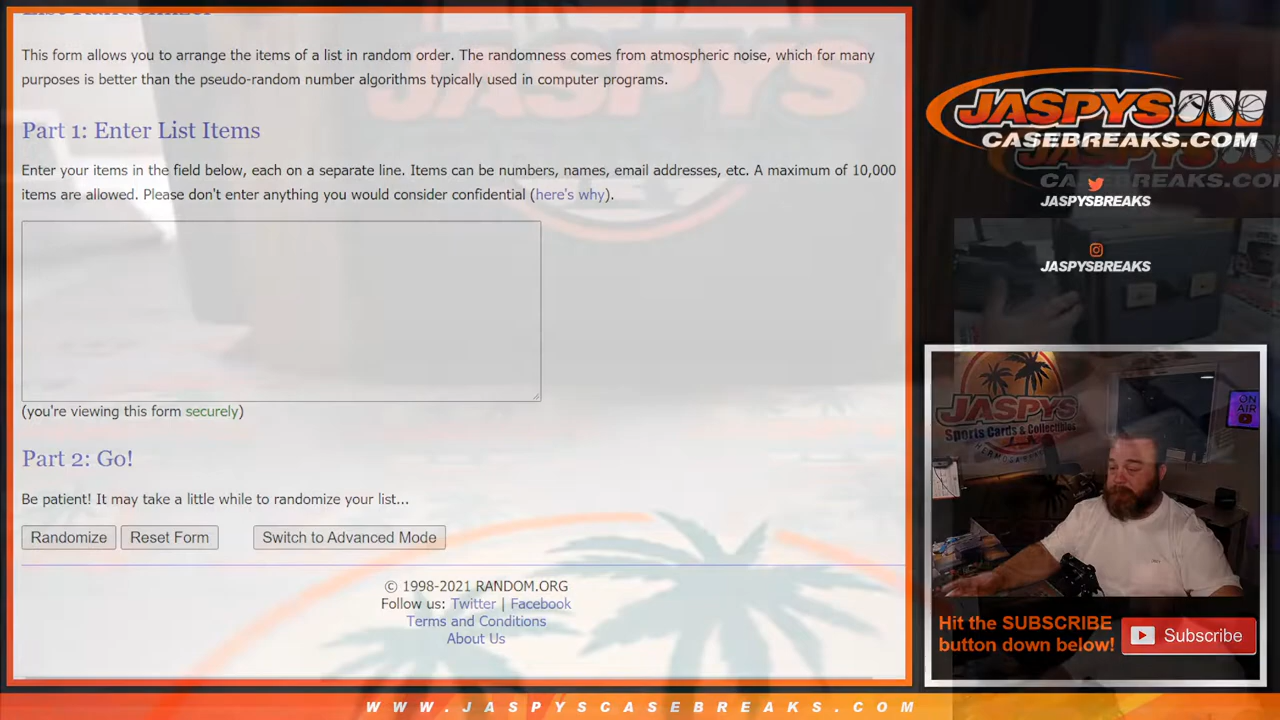 List Randomizer
This form allows you to arrange the items of a list in random order. The randomness comes from atmospheric noise, which for many
purposes is better than the pseudo-random number algorithms typically used in computer programs.
Part 1: Enter List Items
Enter your items in the field below, each on a separate line. Items can be numbers, names, email addresses, etc. A maximum of 10,000
items are allowed. Please don't enter anything you would consider confidential (here's why).
(you're viewing this form securely)
Part 2: Go!
Be patient! It may take a little while to randomize your list...
Randomize Reset Form Switch to Advanced Mode
© 1998-2021 RANDOM.ORG
Follow us: Twitter | Facebook
Terms and Conditions
About Us
JASPYS
JASPYS
CASEBREAKS.COM
CASEBREAKS.COM
JASPYSBREAKS
JASPYSBREAKS
JASPYS
Sports Cards & Collectibles
ON
AIR
Hit the SUBSCRIBE
button down below!
Subscribe
WWW.JASPYSCASEBREAKS.COM